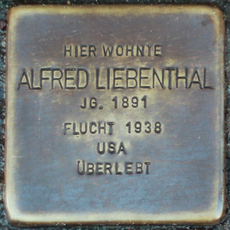 HIER WOHNTE
ALFRED LIEBENTHAL
JG. 1891
FLUCHT 1938
USA
ÜBERLEBT